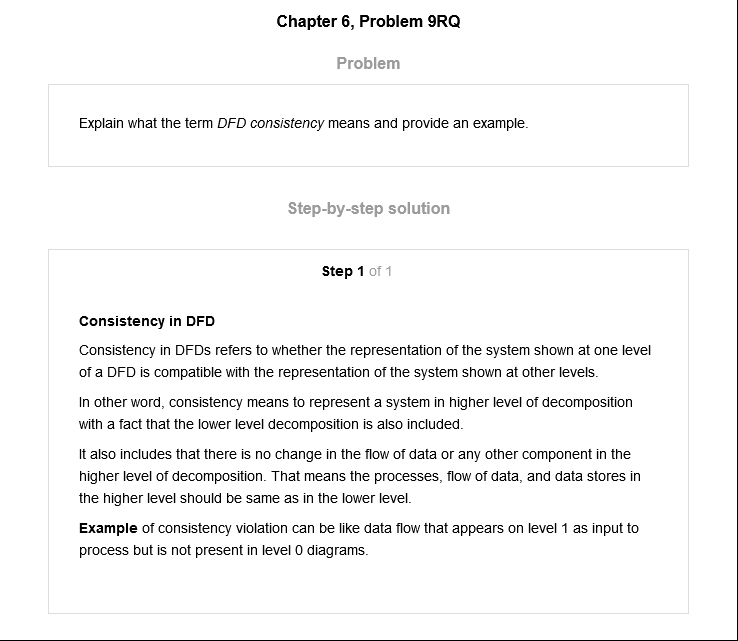 Chapter 6, Problem 9RQ
Problem
Explain what the term DFD consistency means and provide an example.
Step-by-step solution
Step 1 of 1
Consistency in DFD
Consistency in DFDs refers to whether the representation of the system shown at one level
of a DFD is compatible with the representation of the system shown at other levels.
In other word, consistency means to represent a system in higher level of decomposition
with a fact that the lower level decomposition is also included.
It also includes that there is no change in the flow of data or any other component in the
higher level of decomposition. That means the processes, flow of data, and data stores in
the higher level should be same as in the lower level.
Example of consistency violation can be like data flow that appears on level 1 as input to
process but is not present in level 0 diagrams.